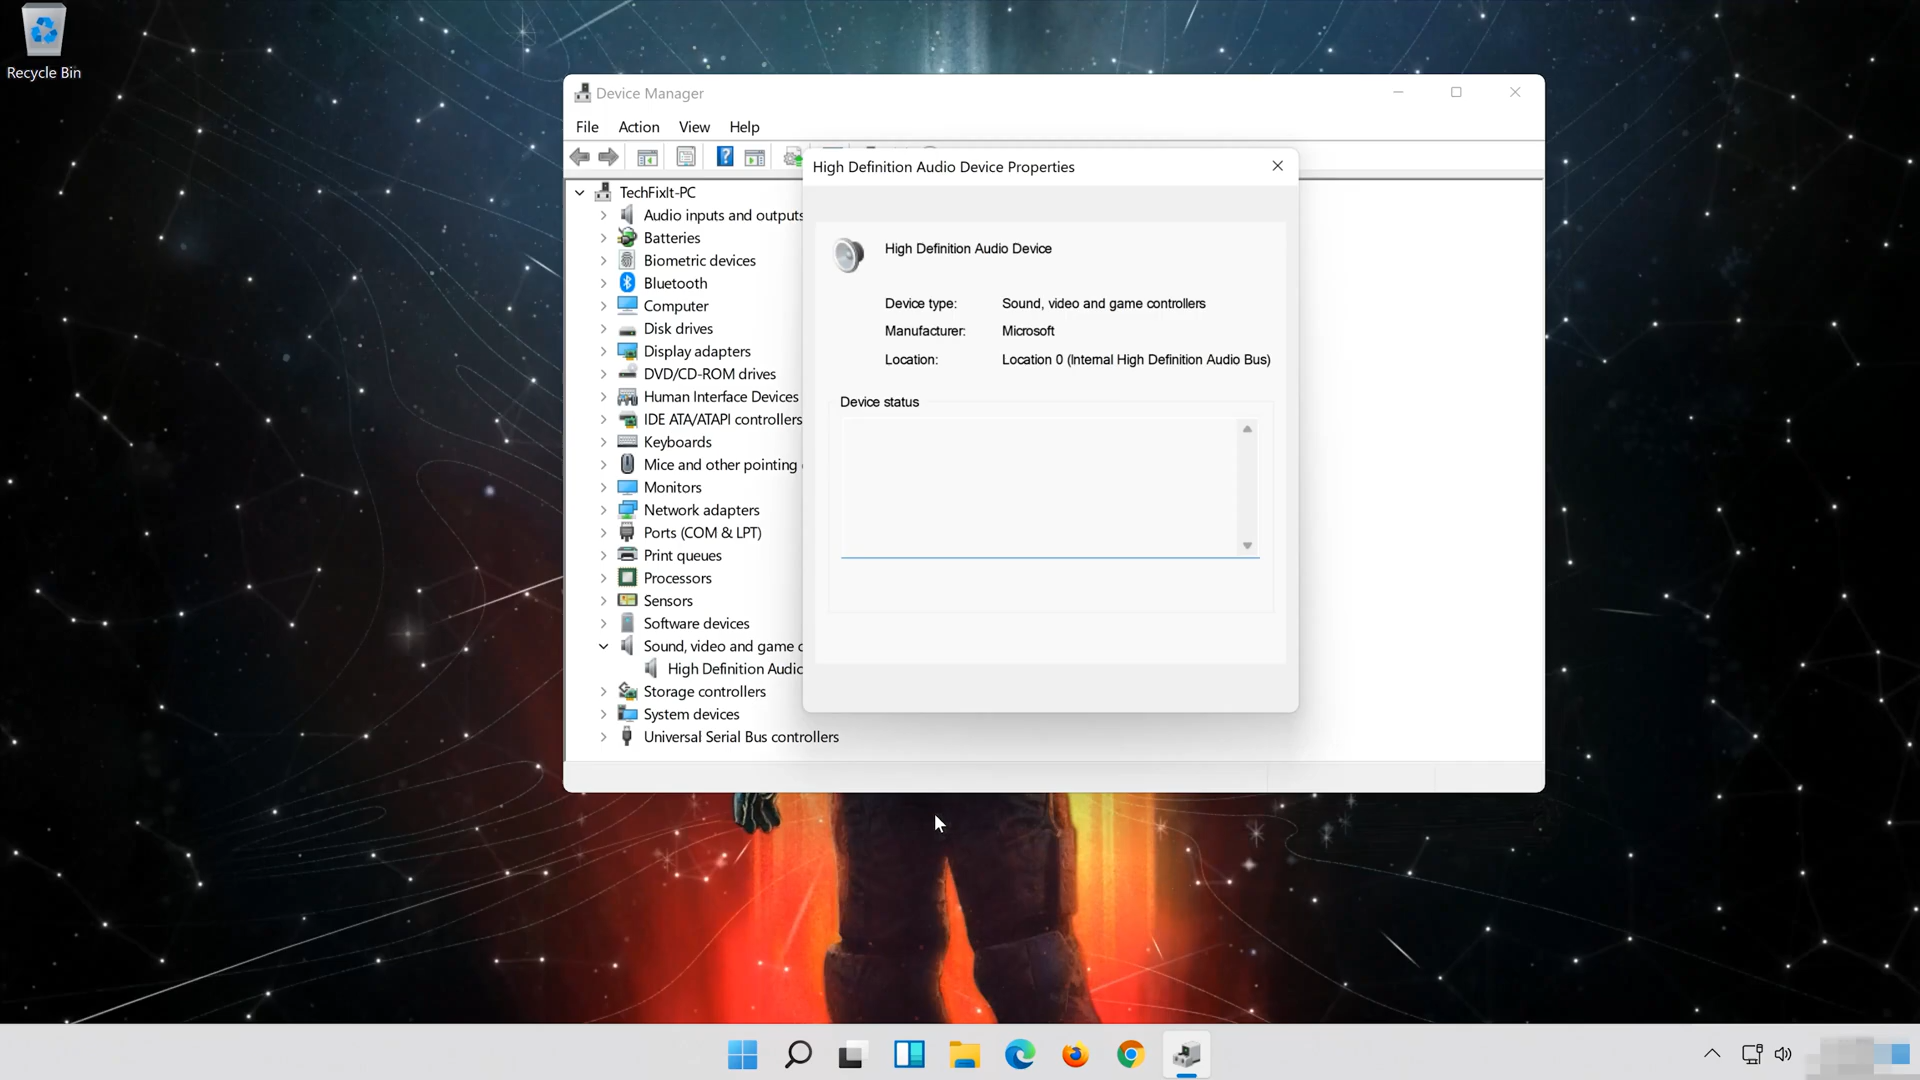 Recycle Bin
Device Manager
File Action View Help
High Definition Audio Device Properties
TechFixIt-PC
Audio inputs and outputs
Batteries
Biometric devices
Bluetooth
Computer
Disk drives
Display adapters
DVD/CD-ROM drives
Human Interface Devices
IDE ATA/ATAPI controllers
Keyboards
Mice and other pointing
Monitors
Network adapters
Ports (COM & LPT)
Print queues
Processors
Sensors
Software devices
Sound, video and game c
High Definition Audio
Storage controllers
System devices
Universal Serial Bus controllers
High Definition Audio Device
Device type: Sound, video and game controllers
Manufacturer: Microsoft
Location: Location 0 (Internal High Definition Audio Bus)
Device status